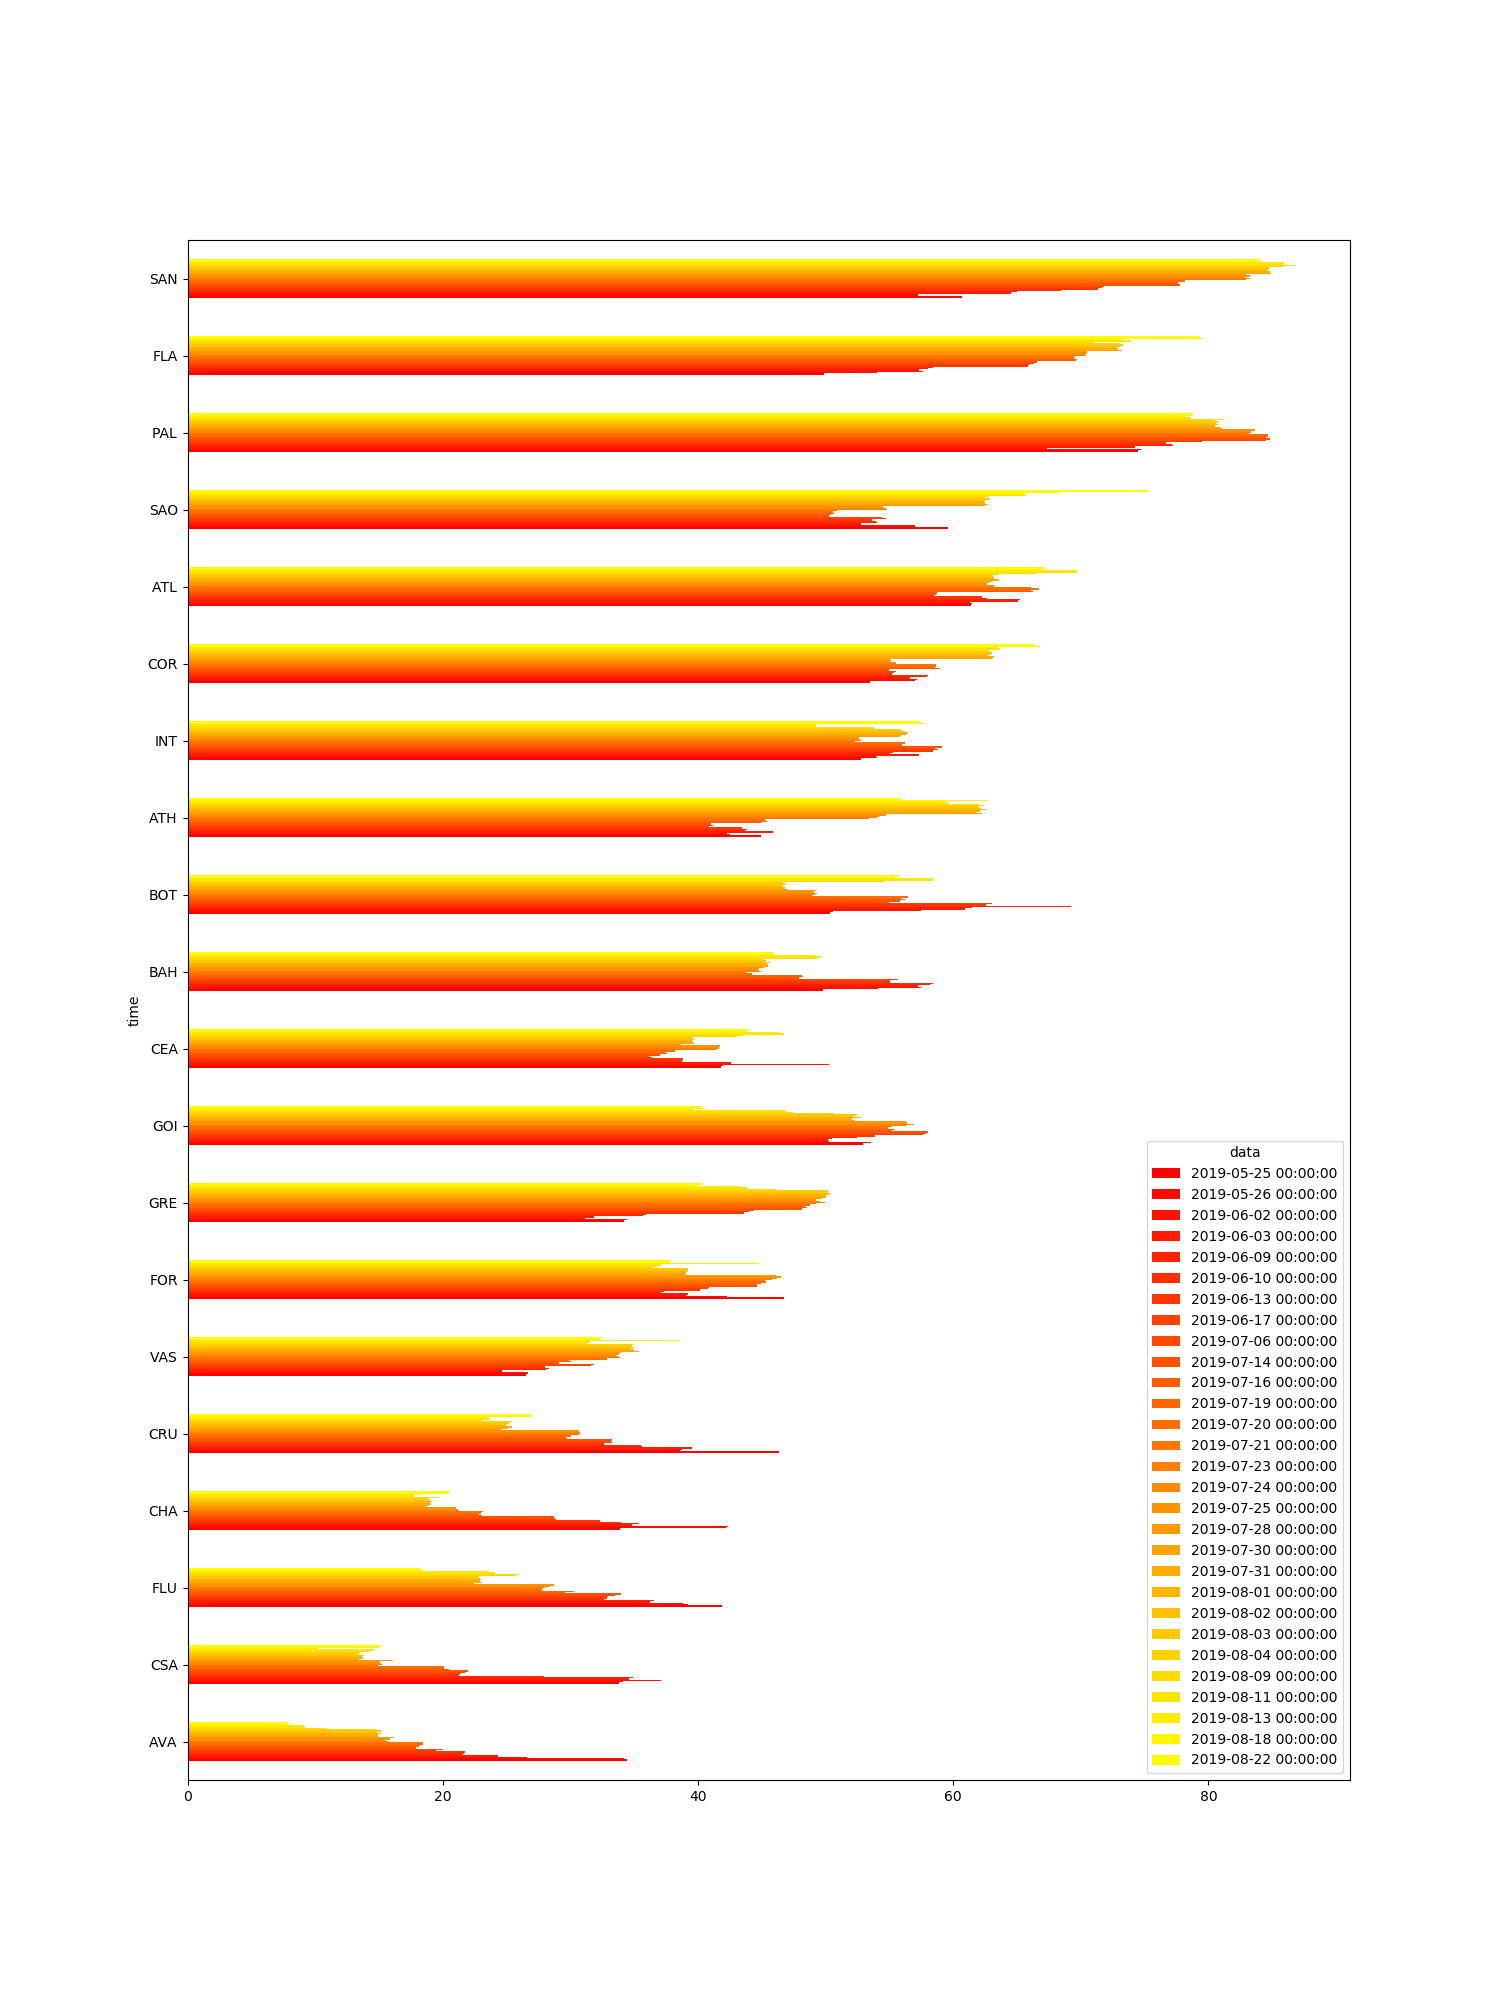 SAN
FLA
PAL
SAO
ATL
COR
INT
ATH
BOT
BAH
time
CEA
GOI
GRE
FOR
VAS
CRU
CHA
FLU
CSA
AVA
data
2019-05-25 00:00:00
2019-05-26 00:00:00
2019-06-02 00:00:00
2019-06-03 00:00:00
2019-06-09 00:00:00
2019-06-10 00:00:00
2019-06-13 00:00:00
2019-06-17 00:00:00
2019-07-06 00:00:00
2019-07-14 00:00:00
2019-07-16 00:00:00
2019-07-19 00:00:00
2019-07-20 00:00:00
2019-07-21 00:00:00
2019-07-23 00:00:00
2019-07-24 00:00:00
2019-07-25 00:00:00
2019-07-28 00:00:00
2019-07-30 00:00:00
2019-07-31 00:00:00
2019-08-01 00:00:00
2019-08-02 00:00:00
2019-08-03 00:00:00
2019-08-04 00:00:00
2019-08-09 00:00:00
2019-08-11 00:00:00
2019-08-13 00:00:00
2019-08-18 00:00:00
2019-08-22 00:00:00
0 20 40 60 80